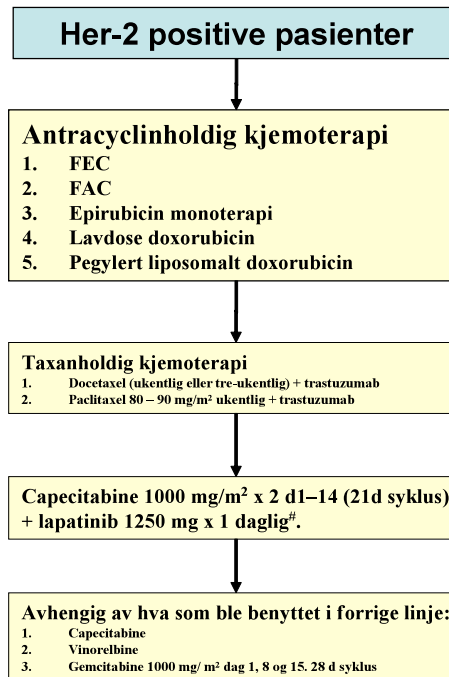 Her-2 positive pasienter
Antracyclinholdig kjemoterapi
1. FEC
2. FAC
3. Epirubicin monoterapi
4. Lavdose doxorubicin
5. Pegylert liposomalt doxorubicin
Taxanholdig kjemoterapi
1. Docetaxel (ukentlig eller tre-ukentlig) + trastuzumab
2. Paclitaxel 80 – 90 mg/m² ukentlig + trastuzumab
Capecitabine 1000 mg/m² x 2 d1–14 (21d syklus)
+ lapatinib 1250 mg x 1 daglig#.
Avhengig av hva som ble benyttet i forrige linje:
1. Capecitabine
2. Vinorelbine
3. Gemcitabine 1000 mg/ m² dag 1, 8 og 15. 28 d syklus